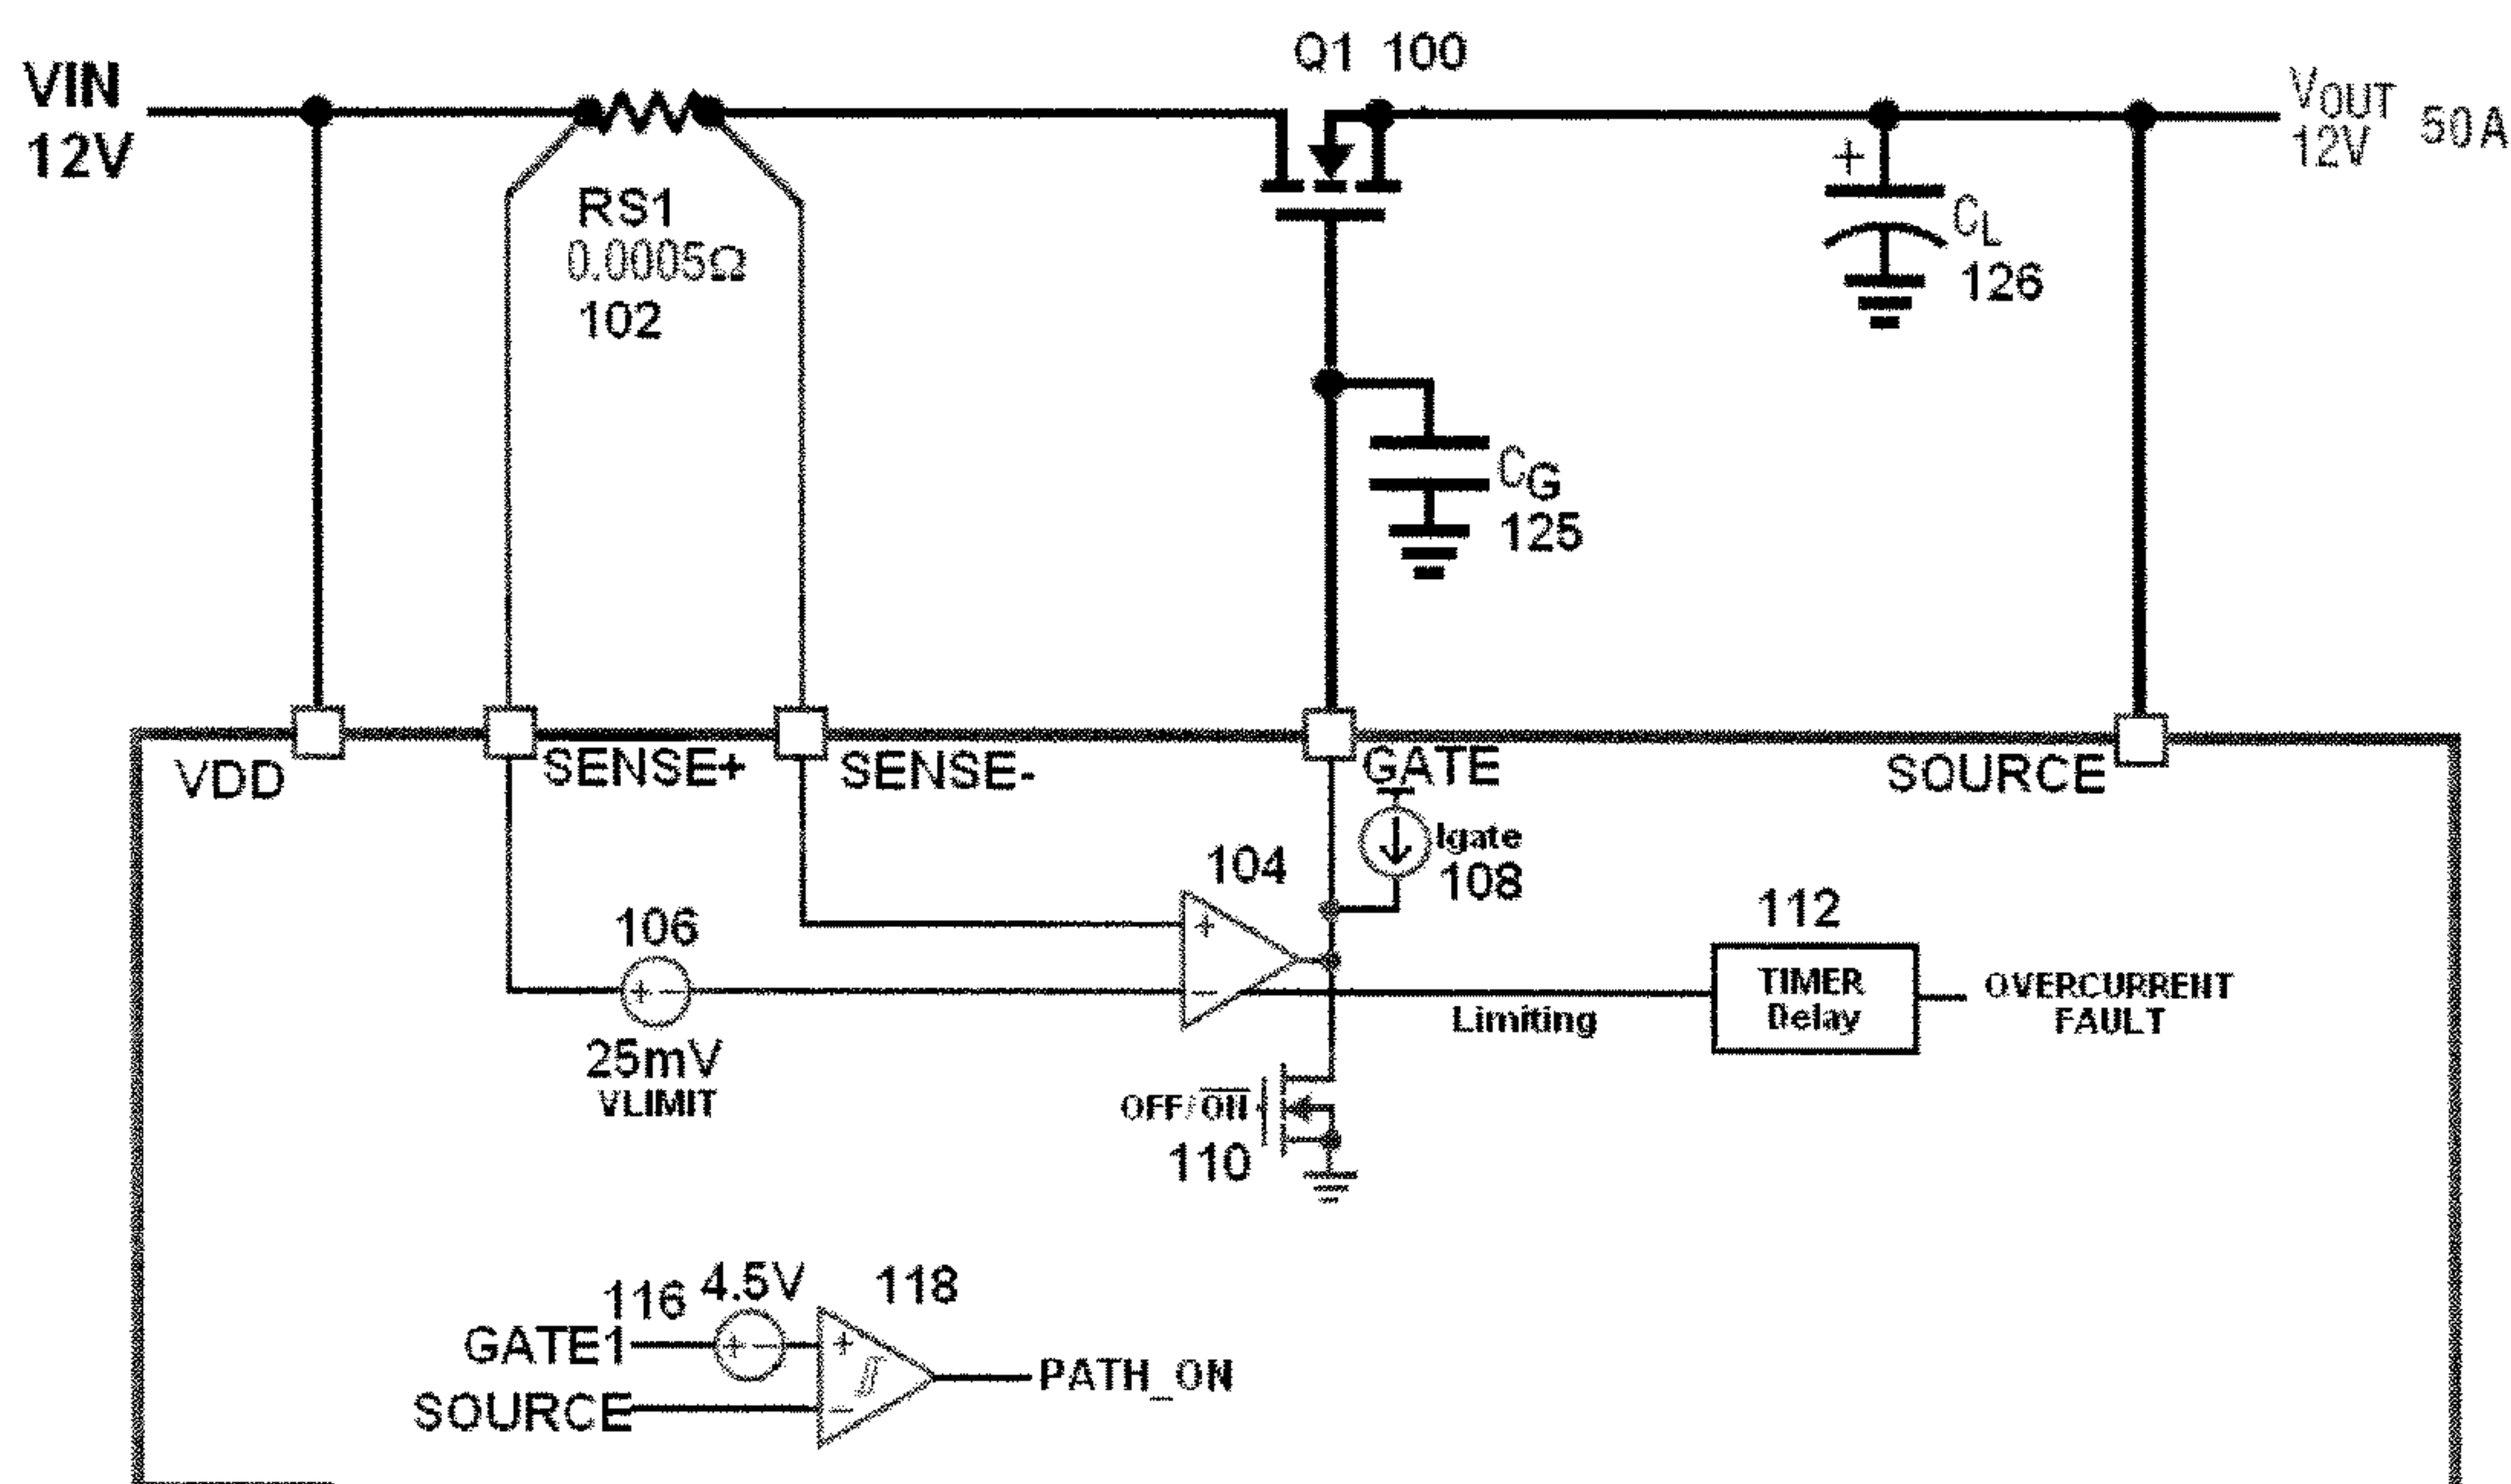 Q1 100
VIN
12V
VOUT
12V
50A
RS1
0.0005Ω
102
+
CL
126
CG
125
VDD
SENSE+
SENSE-
GATE
SOURCE
Igate
108
104
106
+ -
25mV
VLIMIT
+
-
112
TIMER
Delay
Limiting
OVERCURRENT
FAULT
OFF/ON
110
116
4.5V
118
GATE1
+ -
+
SOURCE
-
PATH_ON